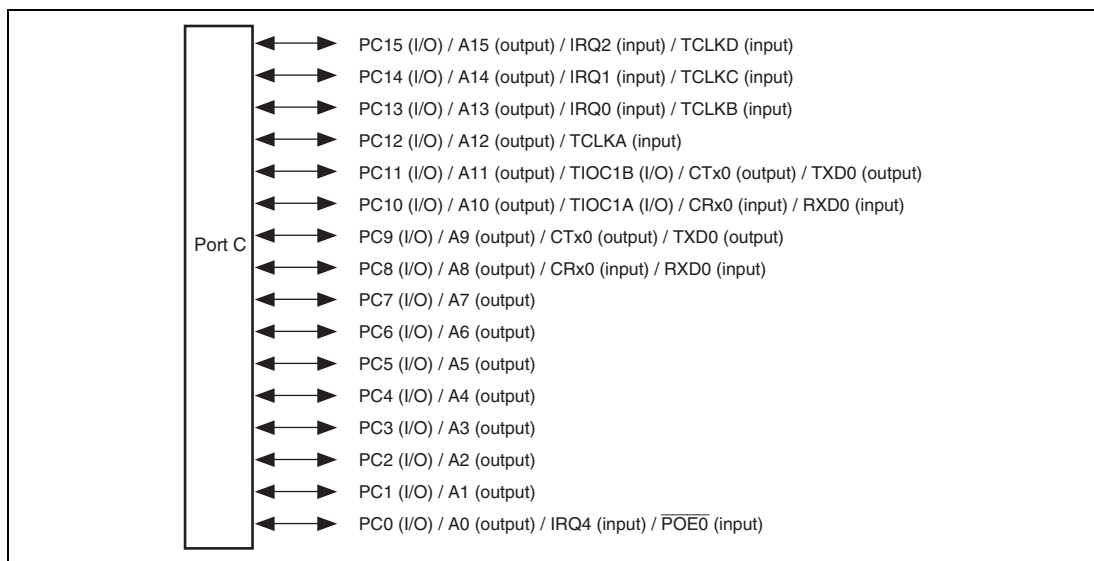 PC15 (I/O) / A15 (output) / IRQ2 (input) / TCLKD (input)
PC14 (I/O) / A14 (output) / IRQ1 (input) / TCLKC (input)
PC13 (I/O) / A13 (output) / IRQ0 (input) / TCLKB (input)
PC12 (I/O) / A12 (output) / TCLKA (input)
PC11 (I/O) / A11 (output) / TIOC1B (I/O) / CTx0 (output) / TXD0 (output)
PC10 (I/O) / A10 (output) / TIOC1A (I/O) / CRx0 (input) / RXD0 (input)
Port C
PC9 (I/O) / A9 (output) / CTx0 (output) / TXD0 (output)
PC8 (I/O) / A8 (output) / CRx0 (input) / RXD0 (input)
PC7 (I/O) / A7 (output)
PC6 (I/O) / A6 (output)
PC5 (I/O) / A5 (output)
PC4 (I/O) / A4 (output)
PC3 (I/O) / A3 (output)
PC2 (I/O) / A2 (output)
PC1 (I/O) / A1 (output)
PC0 (I/O) / A0 (output) / IRQ4 (input) / P̅O̅E̅0̅ (input)